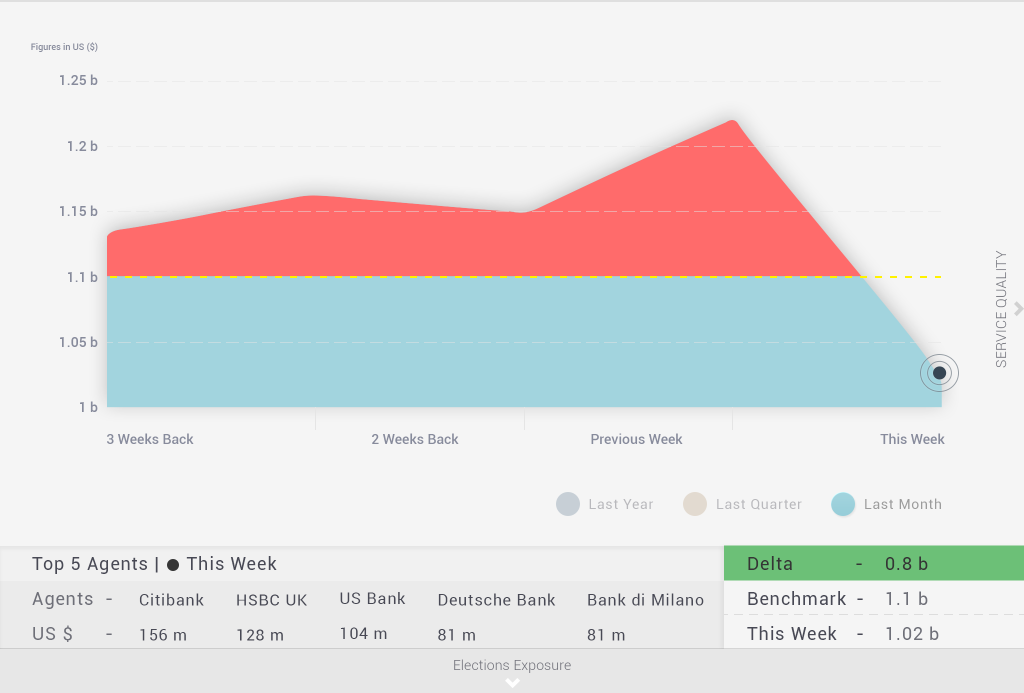 Figures in US ($)
1.25 b
1.2 b
1.15 b
1.1 b
1.05 b
1 b
SERVICE QUALITY
3 Weeks Back 2 Weeks Back Previous Week This Week
Last Year Last Quarter Last Month
Top 5 Agents | ● This Week
Agents - Citibank HSBC UK US Bank Deutsche Bank Bank di Milano
US $ - 156 m 128 m 104 m 81 m 81 m
Delta - 0.8 b
Benchmark - 1.1 b
This Week - 1.02 b
Elections Exposure